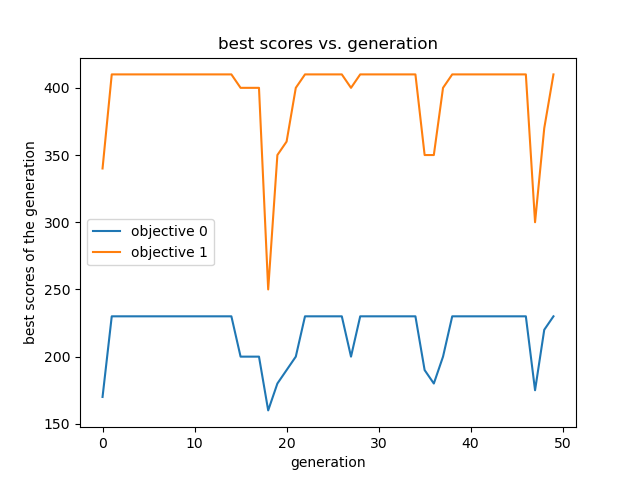 best scores vs. generation
best scores of the generation
400
350
300
250
200
150
objective 0
objective 1
0 10 20 30 40 50
generation